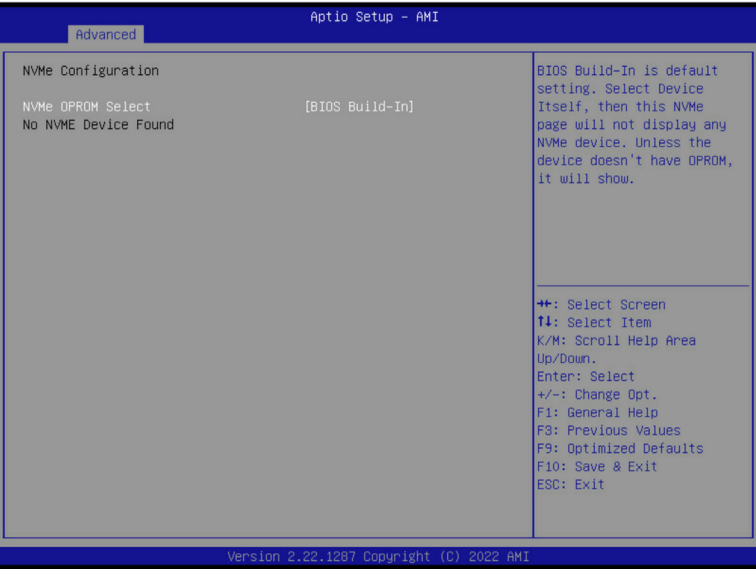 Aptio Setup – AMI
Advanced
NVMe Configuration
NVMe OPROM Select [BIOS Build-In]
No NVME Device Found
BIOS Build-In is default
setting. Select Device
Itself, then this NVMe
page will not display any
NVMe device. Unless the
device doesn't have OPROM,
it will show.
→←: Select Screen
↑↓: Select Item
K/M: Scroll Help Area
Up/Down.
Enter: Select
+/-: Change Opt.
F1: General Help
F3: Previous Values
F9: Optimized Defaults
F10: Save & Exit
ESC: Exit
Version 2.22.1287 Copyright (C) 2022 AMI